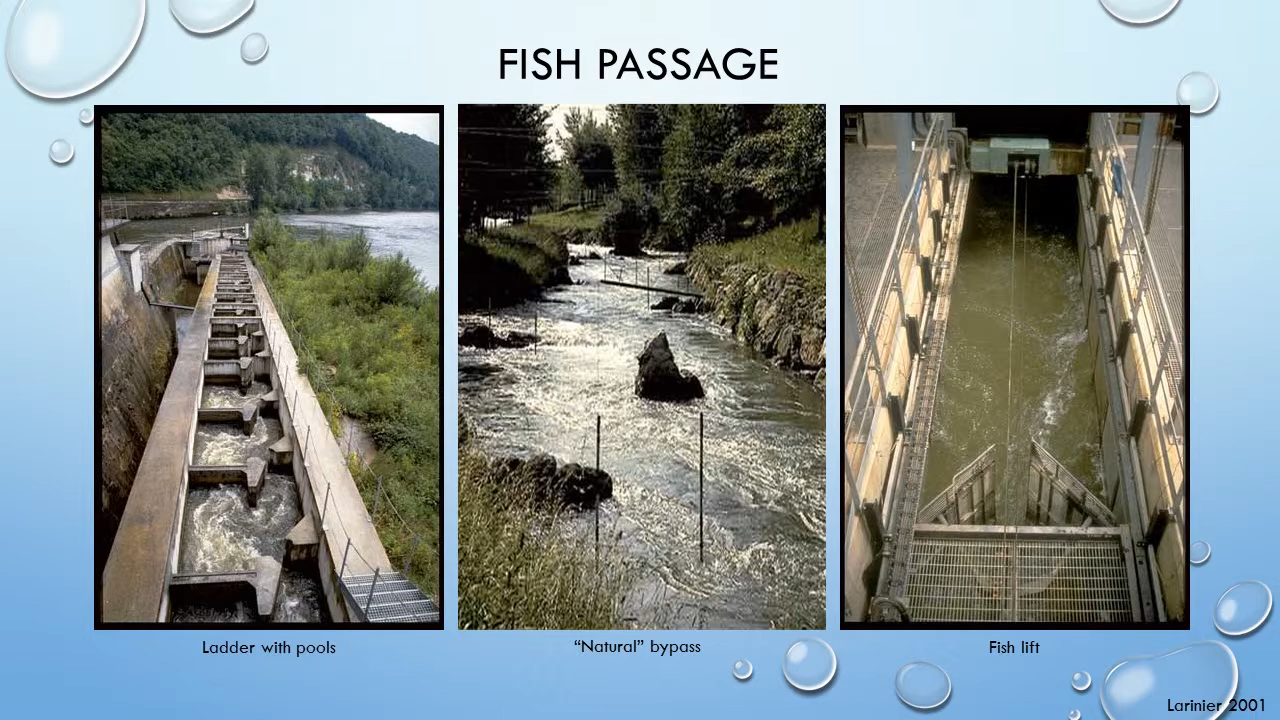 FISH PASSAGE
Ladder with pools
“Natural” bypass
Fish lift
Larinier 2001